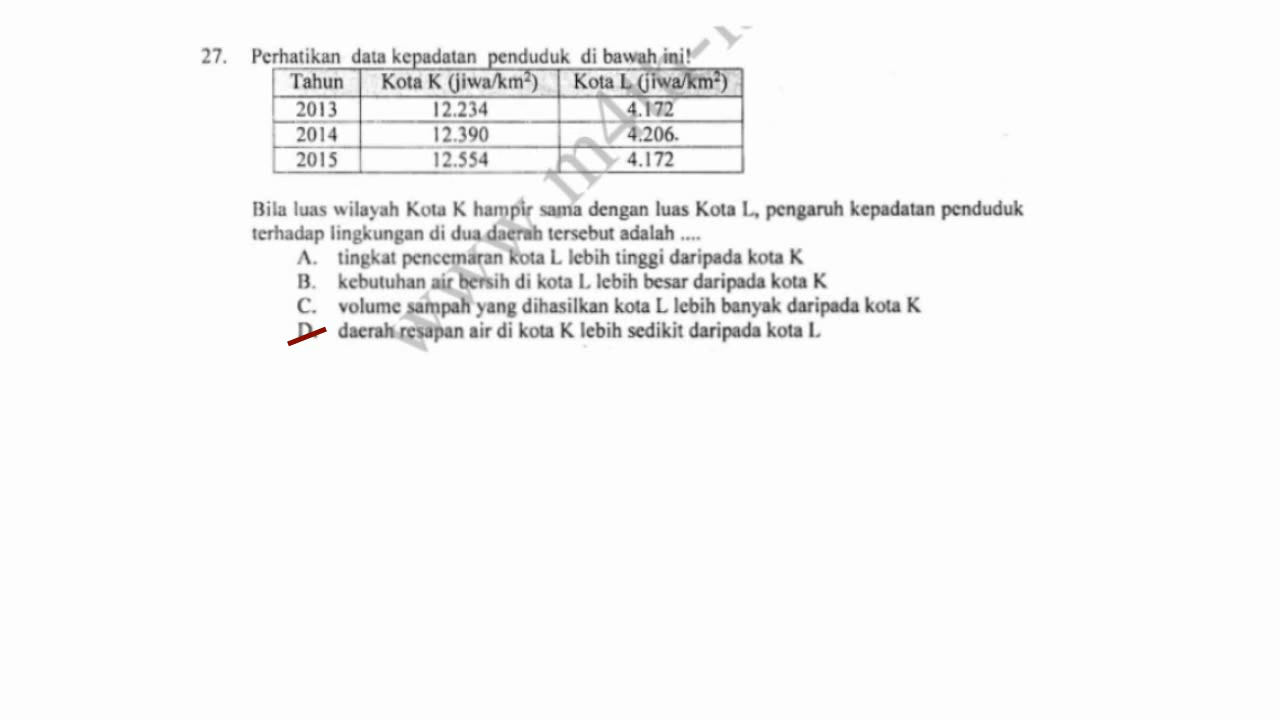 27. Perhatikan data kepadatan penduduk di bawah ini!
Tahun Kota K (jiwa/km²) Kota L (jiwa/km²)
2013 12.234 4.172
2014 12.390 4.206.
2015 12.554 4.172
Bila luas wilayah Kota K hampir sama dengan luas Kota L, pengaruh kepadatan penduduk
terhadap lingkungan di dua daerah tersebut adalah ....
A. tingkat pencemaran kota L lebih tinggi daripada kota K
B. kebutuhan air bersih di kota L lebih besar daripada kota K
C. volume sampah yang dihasilkan kota L lebih banyak daripada kota K
D. daerah resapan air di kota K lebih sedikit daripada kota L